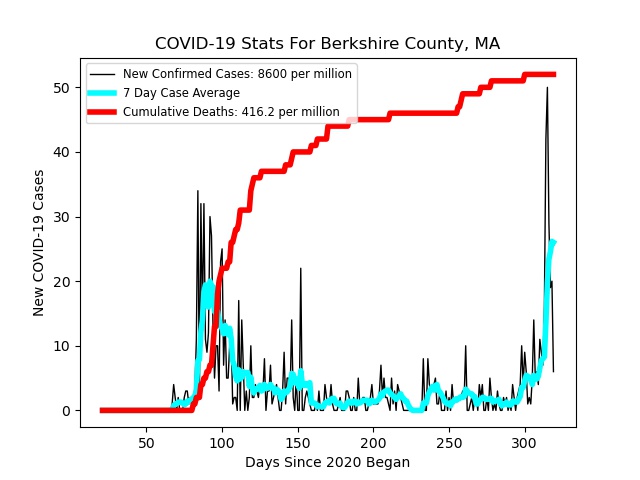 COVID-19 Stats For Berkshire County, MA
New Confirmed Cases: 8600 per million
7 Day Case Average
Cumulative Deaths: 416.2 per million
50
40
30
20
10
0
New COVID-19 Cases
50 100 150 200 250 300
Days Since 2020 Began